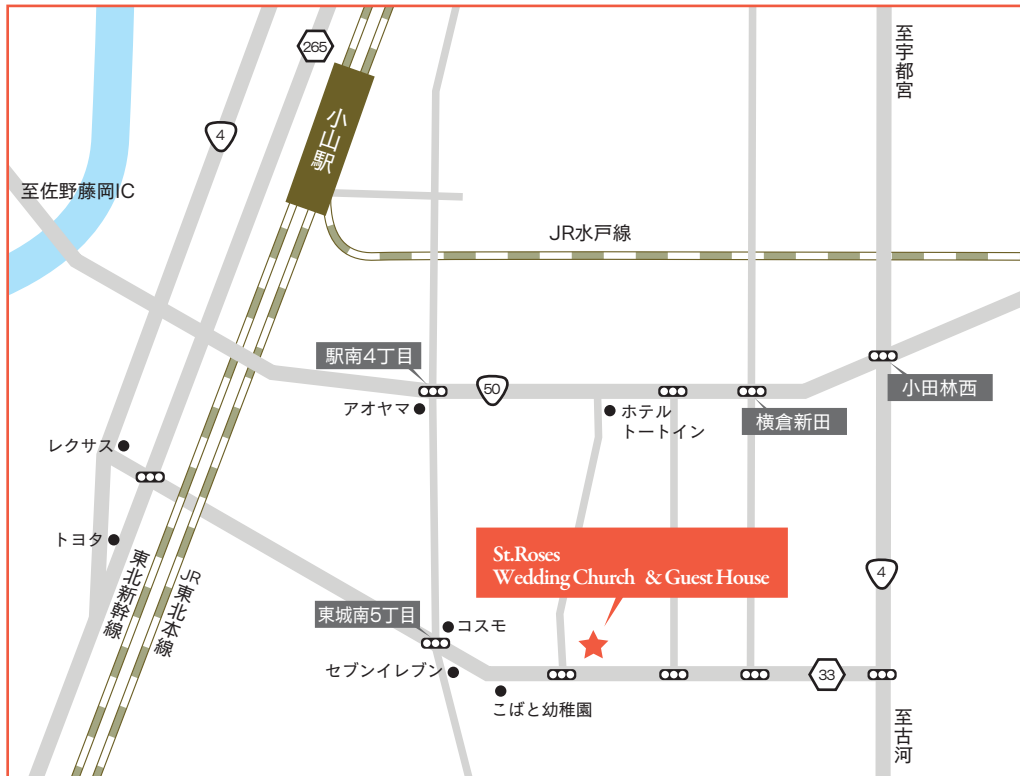 265
至宇都宮
4
小山駅
至佐野藤岡IC
JR水戸線
駅南4丁目
小田林西
50
アオヤマ
ホテル
トートイン
横倉新田
レクサス
トヨタ
St.Roses
Wedding Church & Guest House
4
東北新幹線
JR東北本線
東城南5丁目
コスモ
セブンイレブン
33
こばと幼稚園
至古河